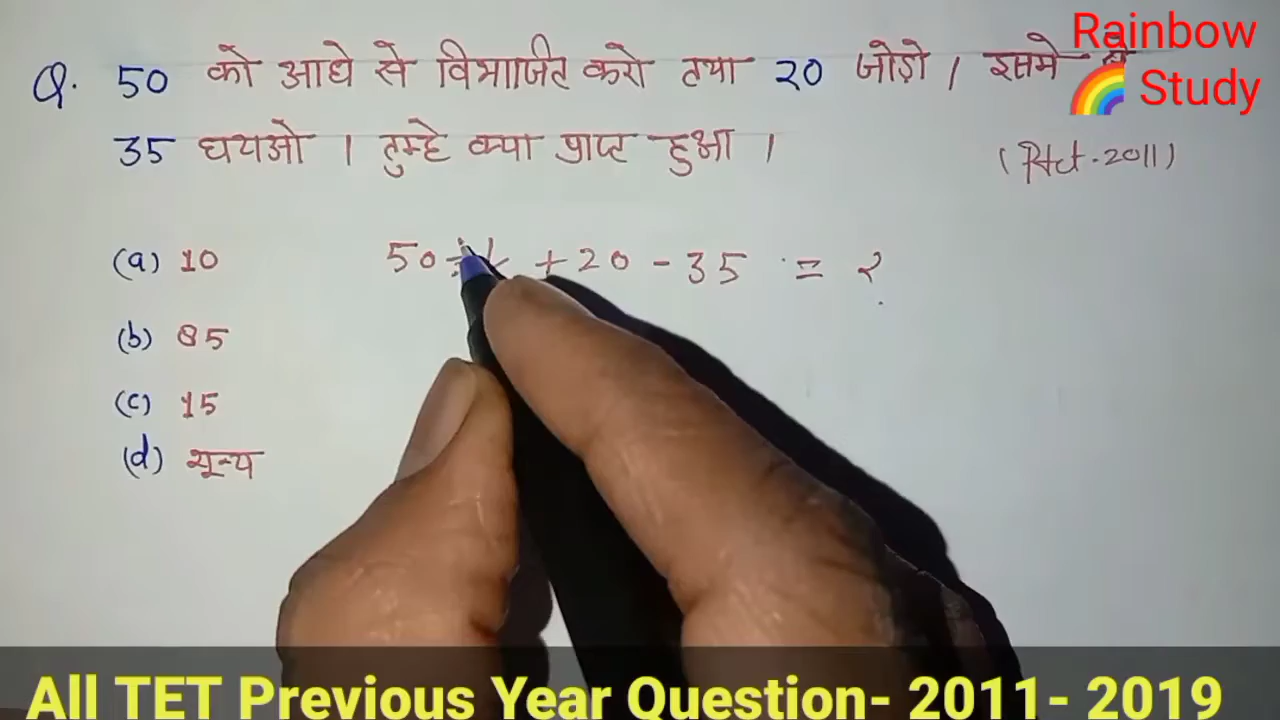 Q. 50 को आधे से विभाजित करो तथा 20 जोड़ो । इसमे से
35 घटाओ । तुम्हे क्या प्राप्त हुआ ।
Rainbow
Study
(Rtet-2011)
(a) 10
50 ÷ + 20 - 35 = ?
(b) 85
(c) 15
(d) शून्य
All TET Previous Year Question- 2011- 2019